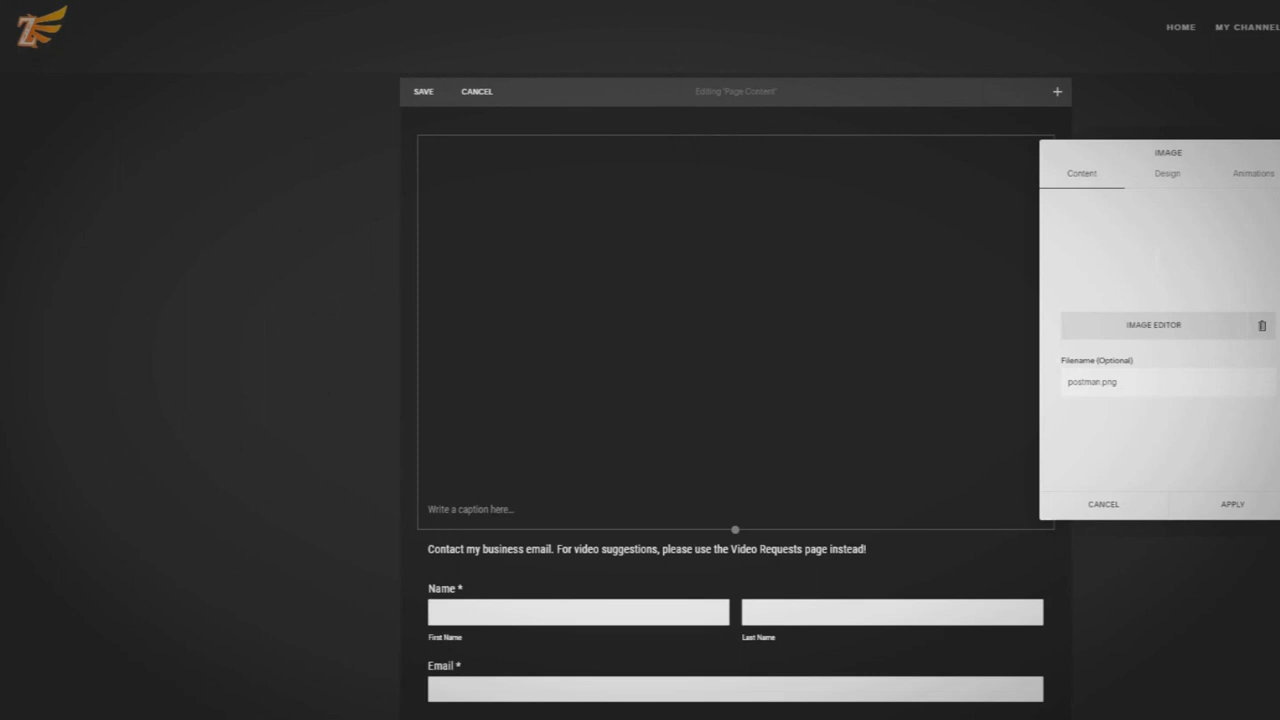 Z
HOME MY CHANNEL
SAVE CANCEL Editing 'Page Content' +
IMAGE
Content Design Animations
IMAGE EDITOR
Filename (Optional)
postman.png
CANCEL APPLY
Write a caption here...
Contact my business email. For video suggestions, please use the Video Requests page instead!
Name *
First Name Last Name
Email *